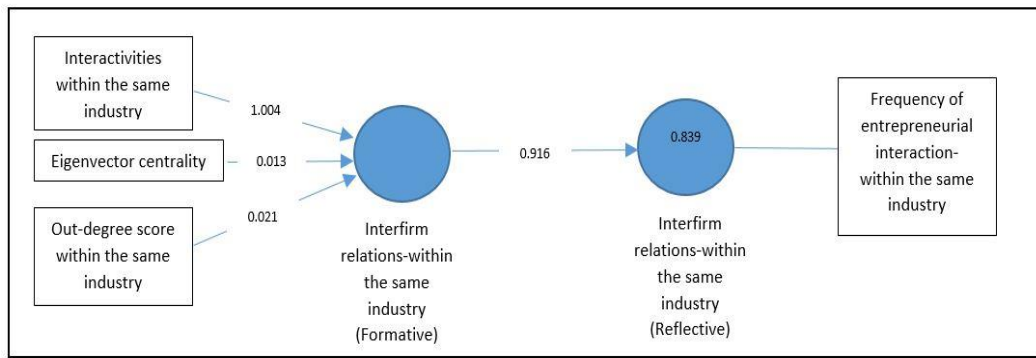 Interactivities
within the same
industry
1.004
Eigenvector centrality
0.013
Out-degree score
within the same
industry
0.021
Interfirm
relations-within
the same
industry
(Formative)
0.916
0.839
Interfirm
relations-within
the same
industry
(Reflective)
Frequency of
entrepreneurial
interaction-
within the same
industry